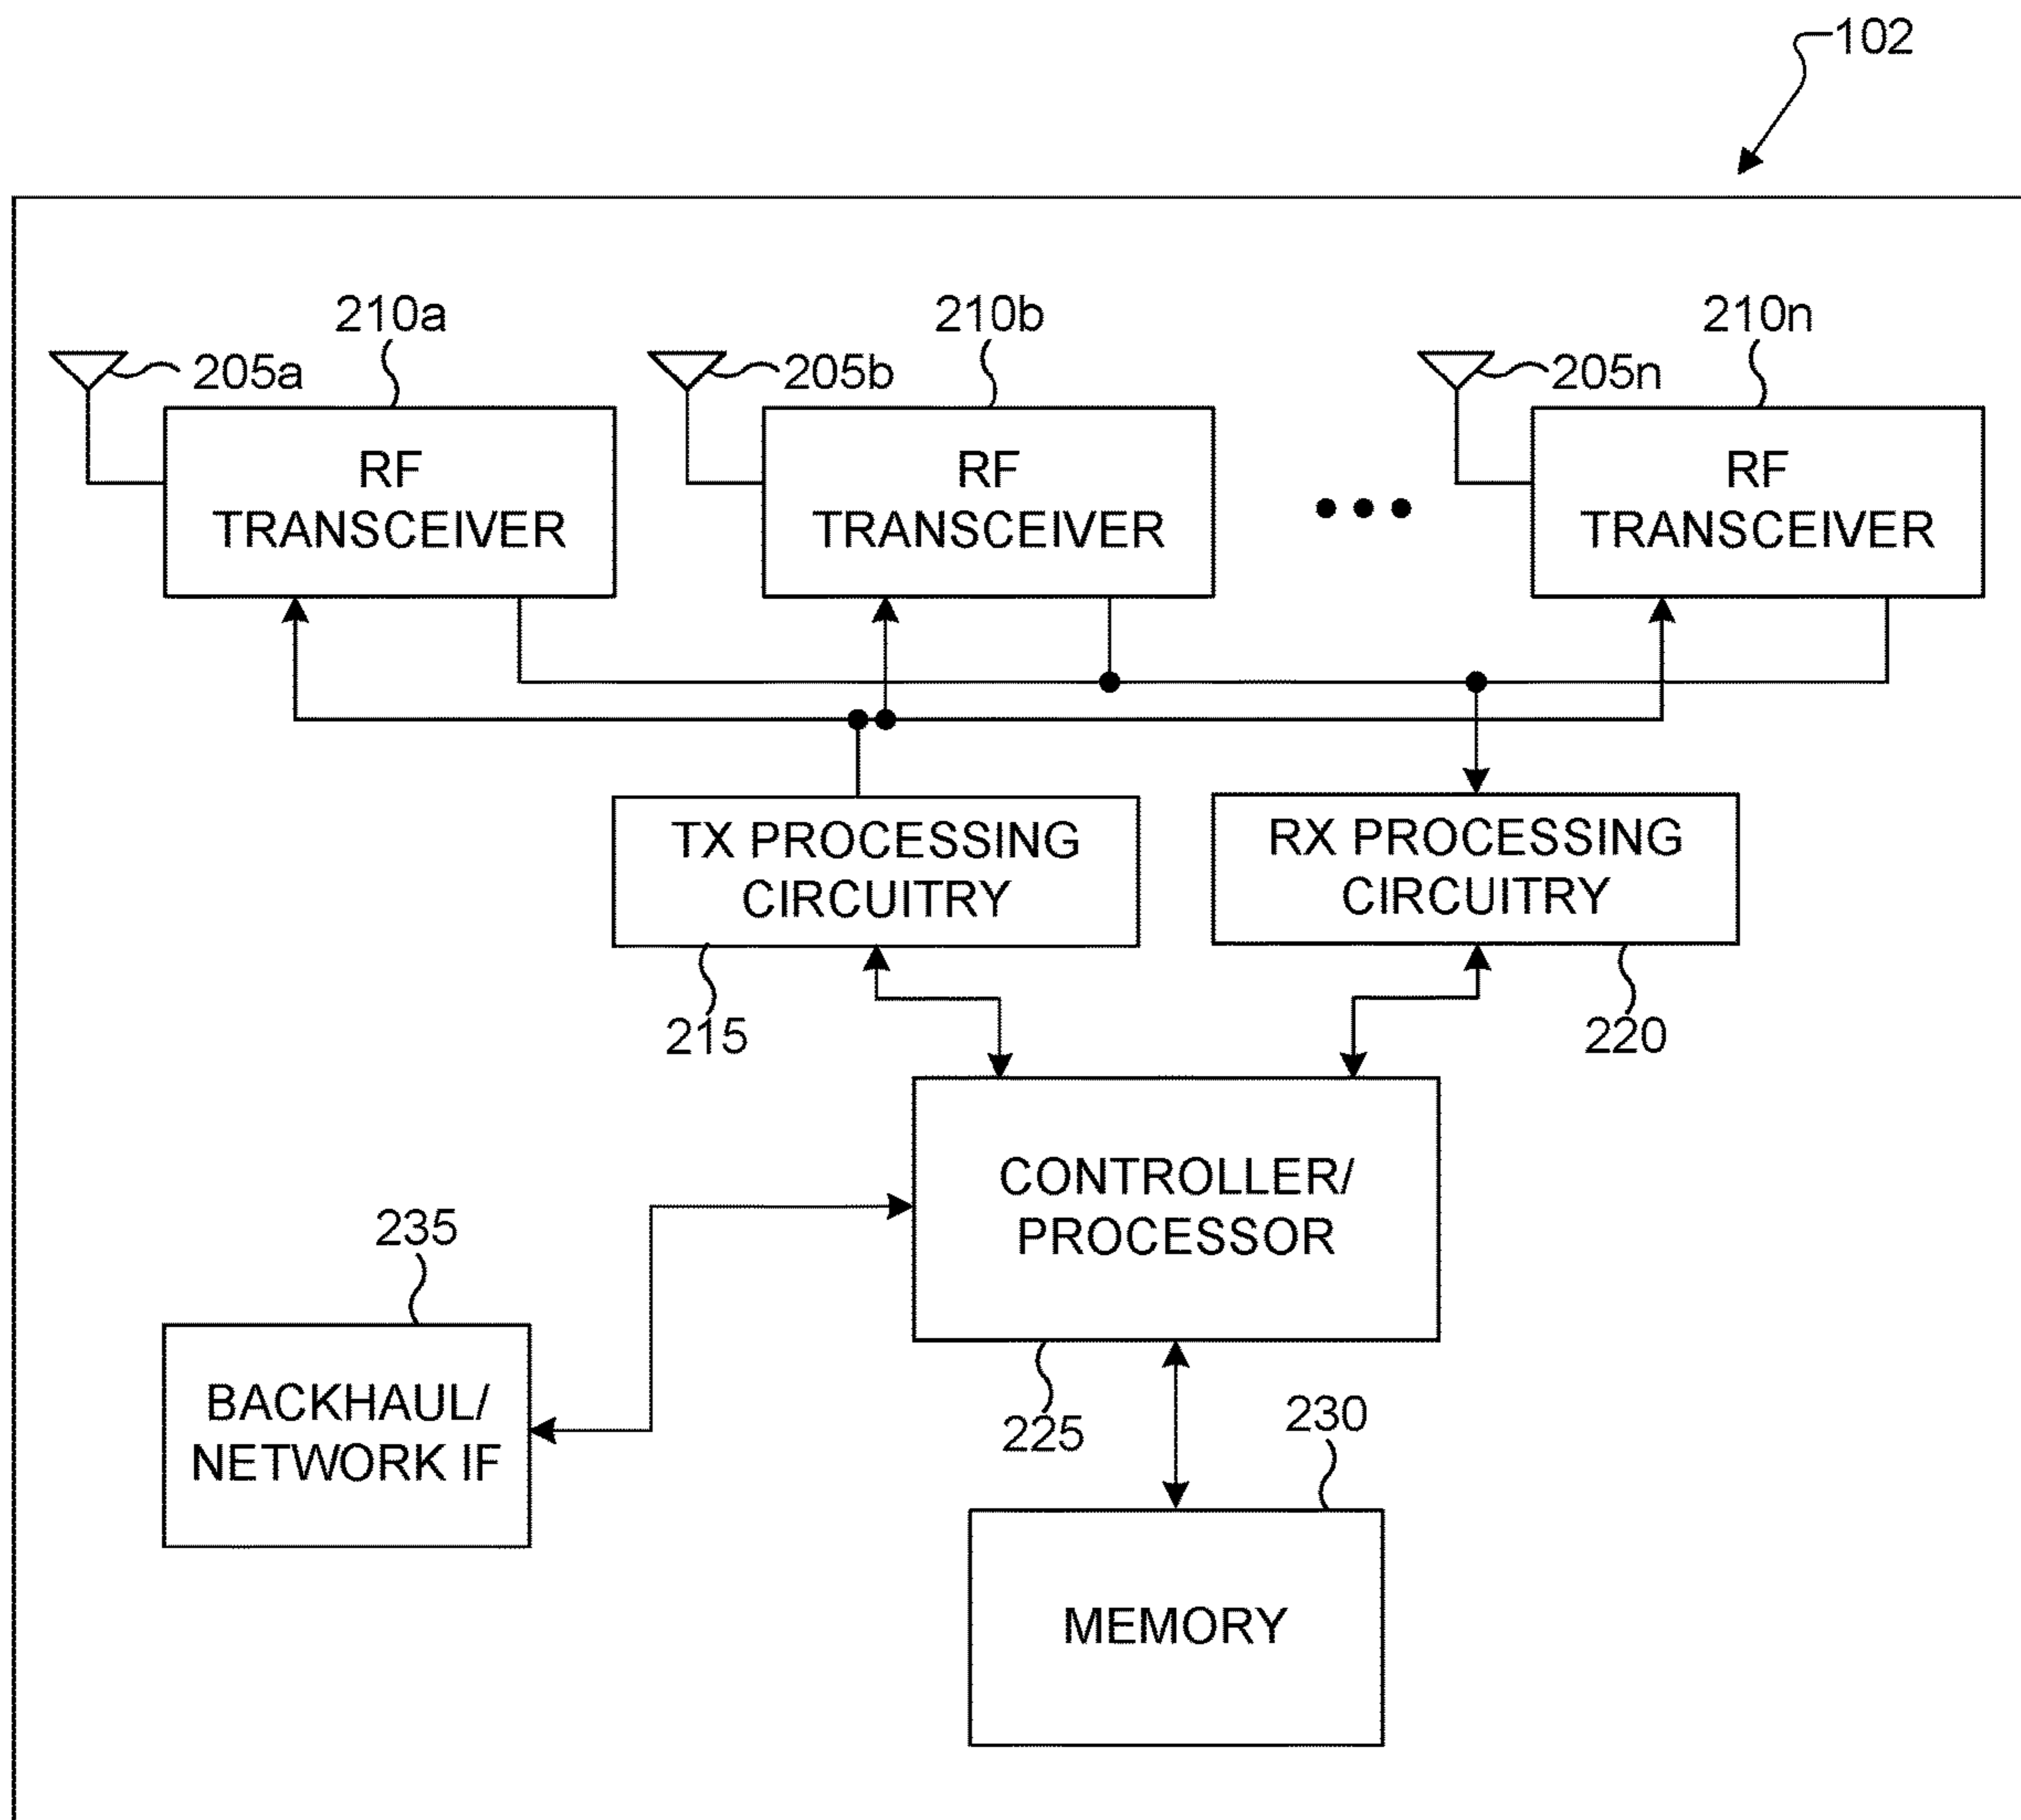 102
210a
210b
210n
205a
205b
205n
RF
TRANSCEIVER
RF
TRANSCEIVER
RF
TRANSCEIVER
TX PROCESSING
CIRCUITRY
RX PROCESSING
CIRCUITRY
215
220
CONTROLLER/
PROCESSOR
235
BACKHAUL/
NETWORK IF
225
230
MEMORY